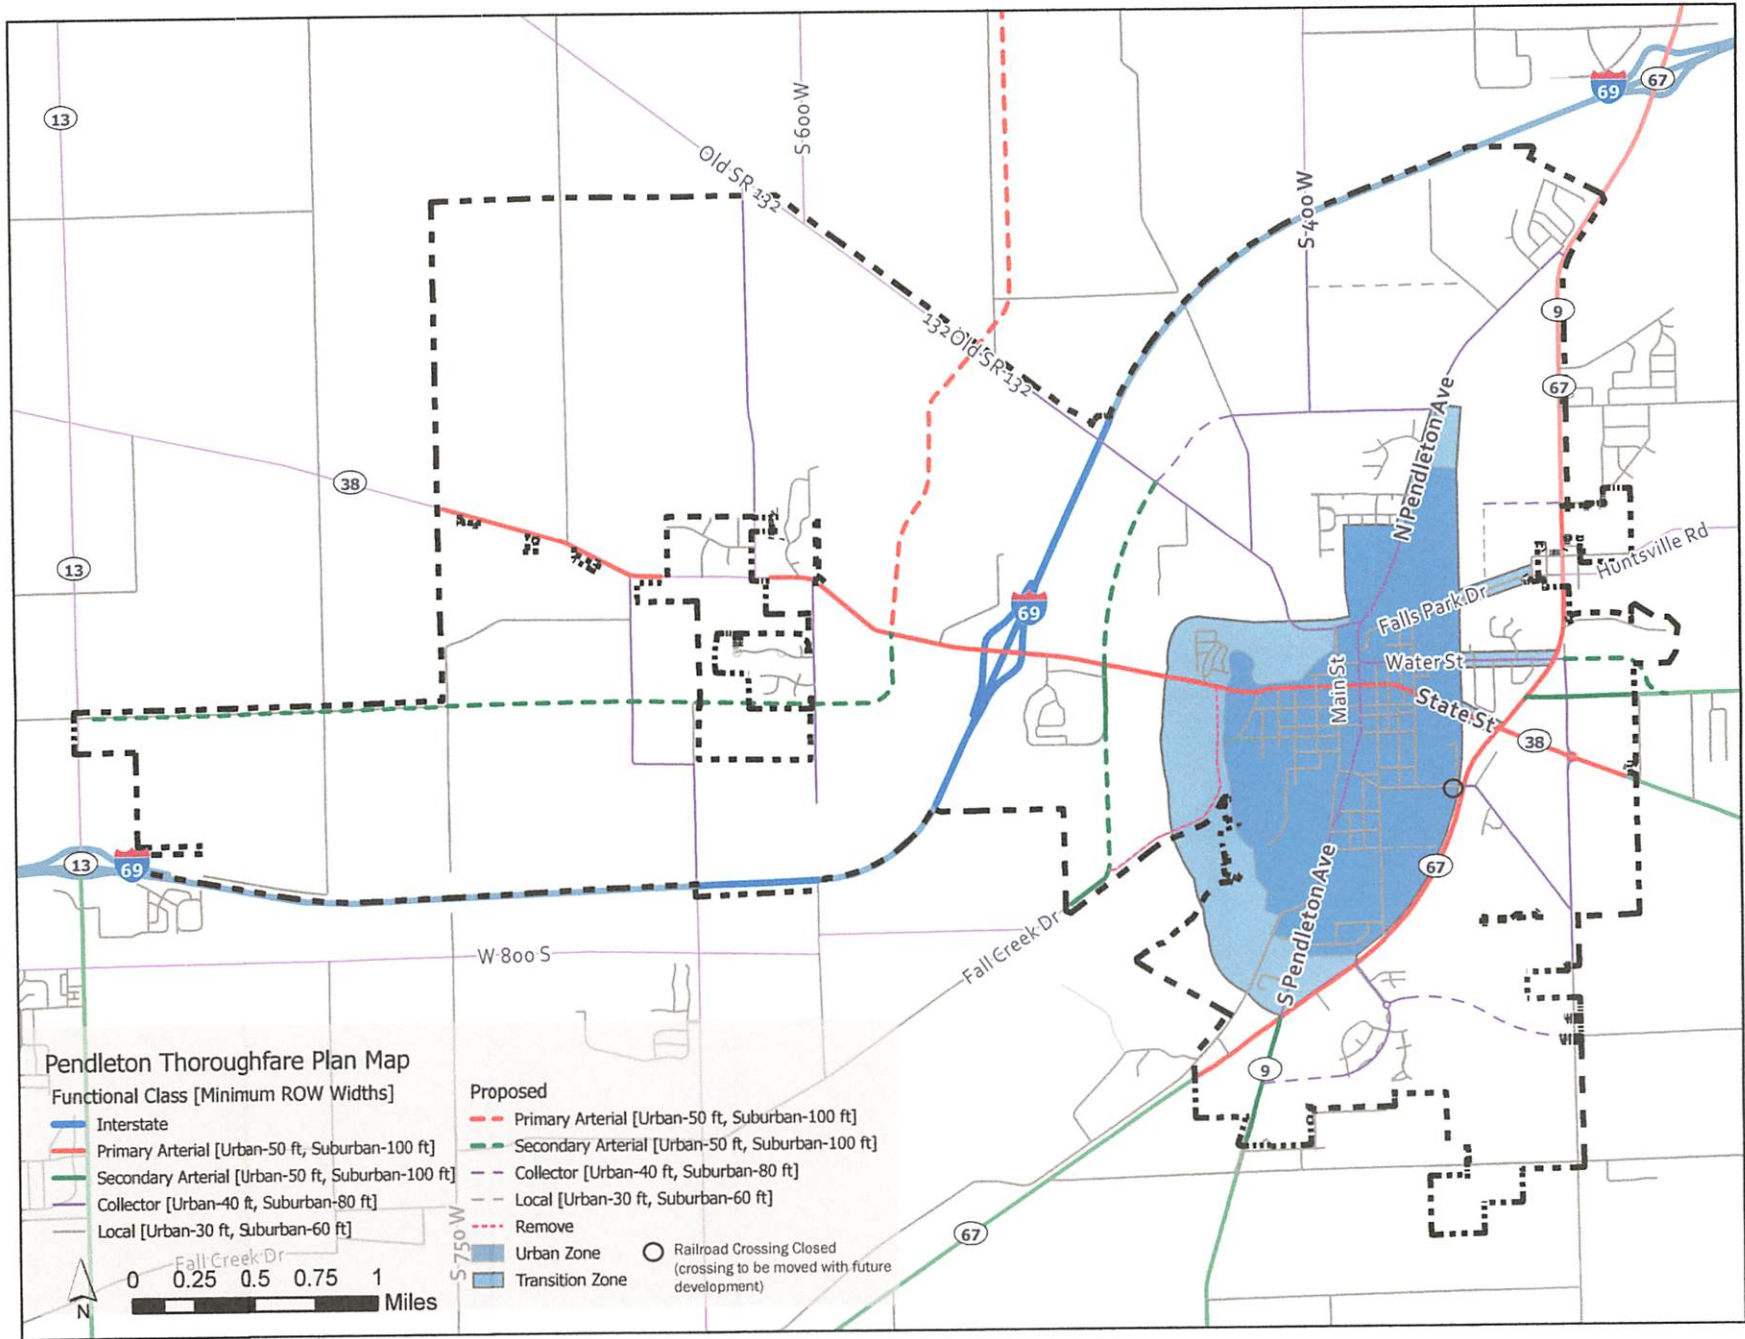 69
67
13
S 600 W
Old SR 132
S 400 W
9
132
Old SR 132
67
N Pendleton Ave
38
13
Huntsville Rd
69
Falls Park Dr
Main St
Water St
State St
38
13
69
67
S Pendleton Ave
Fall Creek Dr
W 800 S
9
67
Pendleton Thoroughfare Plan Map
Functional Class [Minimum ROW Widths]
Interstate
Primary Arterial [Urban-50 ft, Suburban-100 ft]
Secondary Arterial [Urban-50 ft, Suburban-100 ft]
Collector [Urban-40 ft, Suburban-80 ft]
Local [Urban-30 ft, Suburban-60 ft]
Fall Creek Dr
S 750 W
N
0 0.25 0.5 0.75 1
Miles
Proposed
Primary Arterial [Urban-50 ft, Suburban-100 ft]
Secondary Arterial [Urban-50 ft, Suburban-100 ft]
Collector [Urban-40 ft, Suburban-80 ft]
Local [Urban-30 ft, Suburban-60 ft]
Remove
Urban Zone
Transition Zone
Railroad Crossing Closed
(crossing to be moved with future
development)